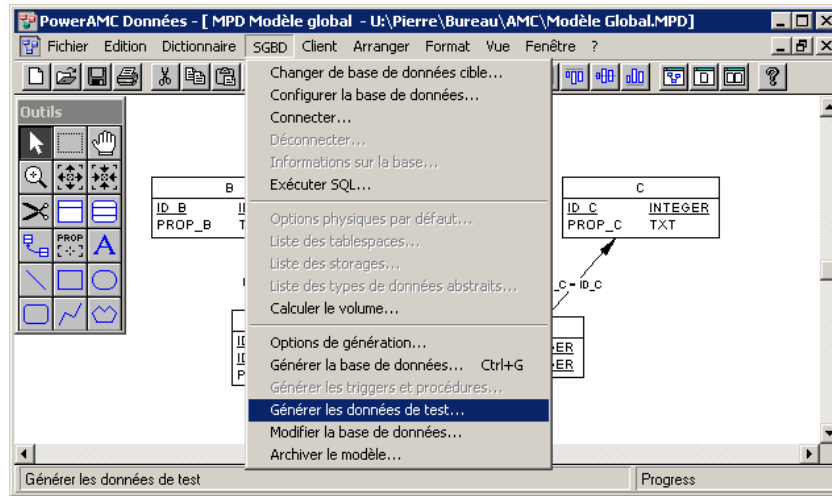 PowerAMC Données - [ MPD Modèle global - U:\Pierre\Bureau\AMC\Modèle Global.MPD]
Fichier Edition Dictionnaire SGBD Client Arranger Format Vue Fenêtre ?
Outils
PROP
A
Changer de base de données cible...
Configurer la base de données...
Connecter...
Déconnecter...
Informations sur la base...
Exécuter SQL...
Options physiques par défaut...
Liste des tablespaces...
Liste des storages...
Liste des types de données abstraits...
Calculer le volume...
Options de génération...
Générer la base de données... Ctrl+G
Générer les triggers et procédures...
Générer les données de test...
Modifier la base de données...
Archiver le modèle...
B
ID_B
PROP_B
C
ID_C INTEGER
PROP_C TXT
_C = ID_C
Générer les données de test
Progress